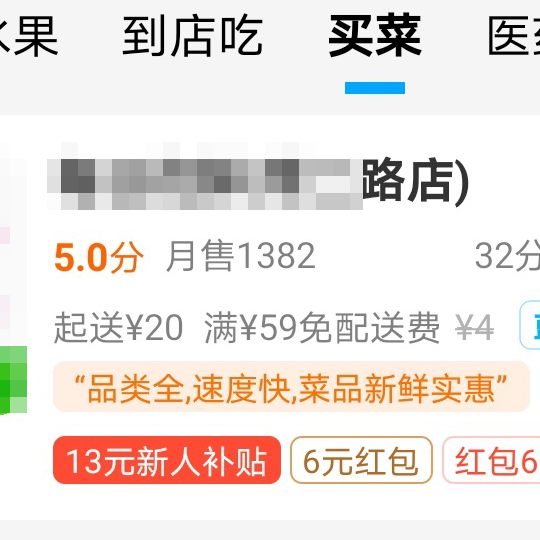 水果 到店吃 买菜 医药
路店)
5.0分 月售1382 32分
起送¥20 满¥59免配送费 ¥4
“品类全,速度快,菜品新鲜实惠”
13元新人补贴 6元红包 红包6